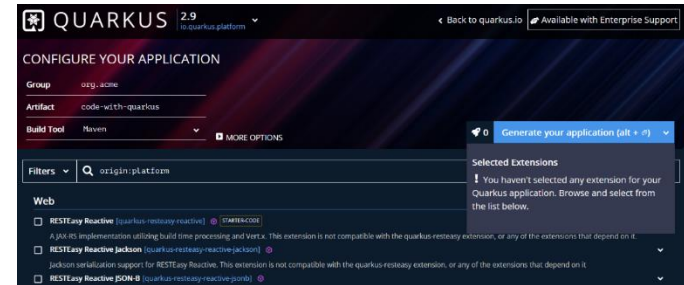 QUARKUS 2.9
io.quarkus.platform
Back to quarkus.io
Available with Enterprise Support
CONFIGURE YOUR APPLICATION
Group org.acme
Artifact code-with-quarkus
Build Tool Maven
MORE OPTIONS
0 Generate your application (alt + ⏎)
Selected Extensions
! You haven't selected any extension for your
Quarkus application. Browse and select from
the list below.
Filters origin:platform
Web
RESTEasy Reactive [quarkus-resteasy-reactive] STARTER-CODE
A JAX-RS implementation utilizing build time processing and Vert.x. This extension is not compatible with the quarkus-resteasy extension, or any of the extensions that depend on it.
RESTEasy Reactive Jackson [quarkus-resteasy-reactive-jackson]
Jackson serialization support for RESTEasy Reactive. This extension is not compatible with the quarkus-resteasy extension, or any of the extensions that depend on it
RESTEasy Reactive JSON-B [quarkus-resteasy-reactive-jsonb]